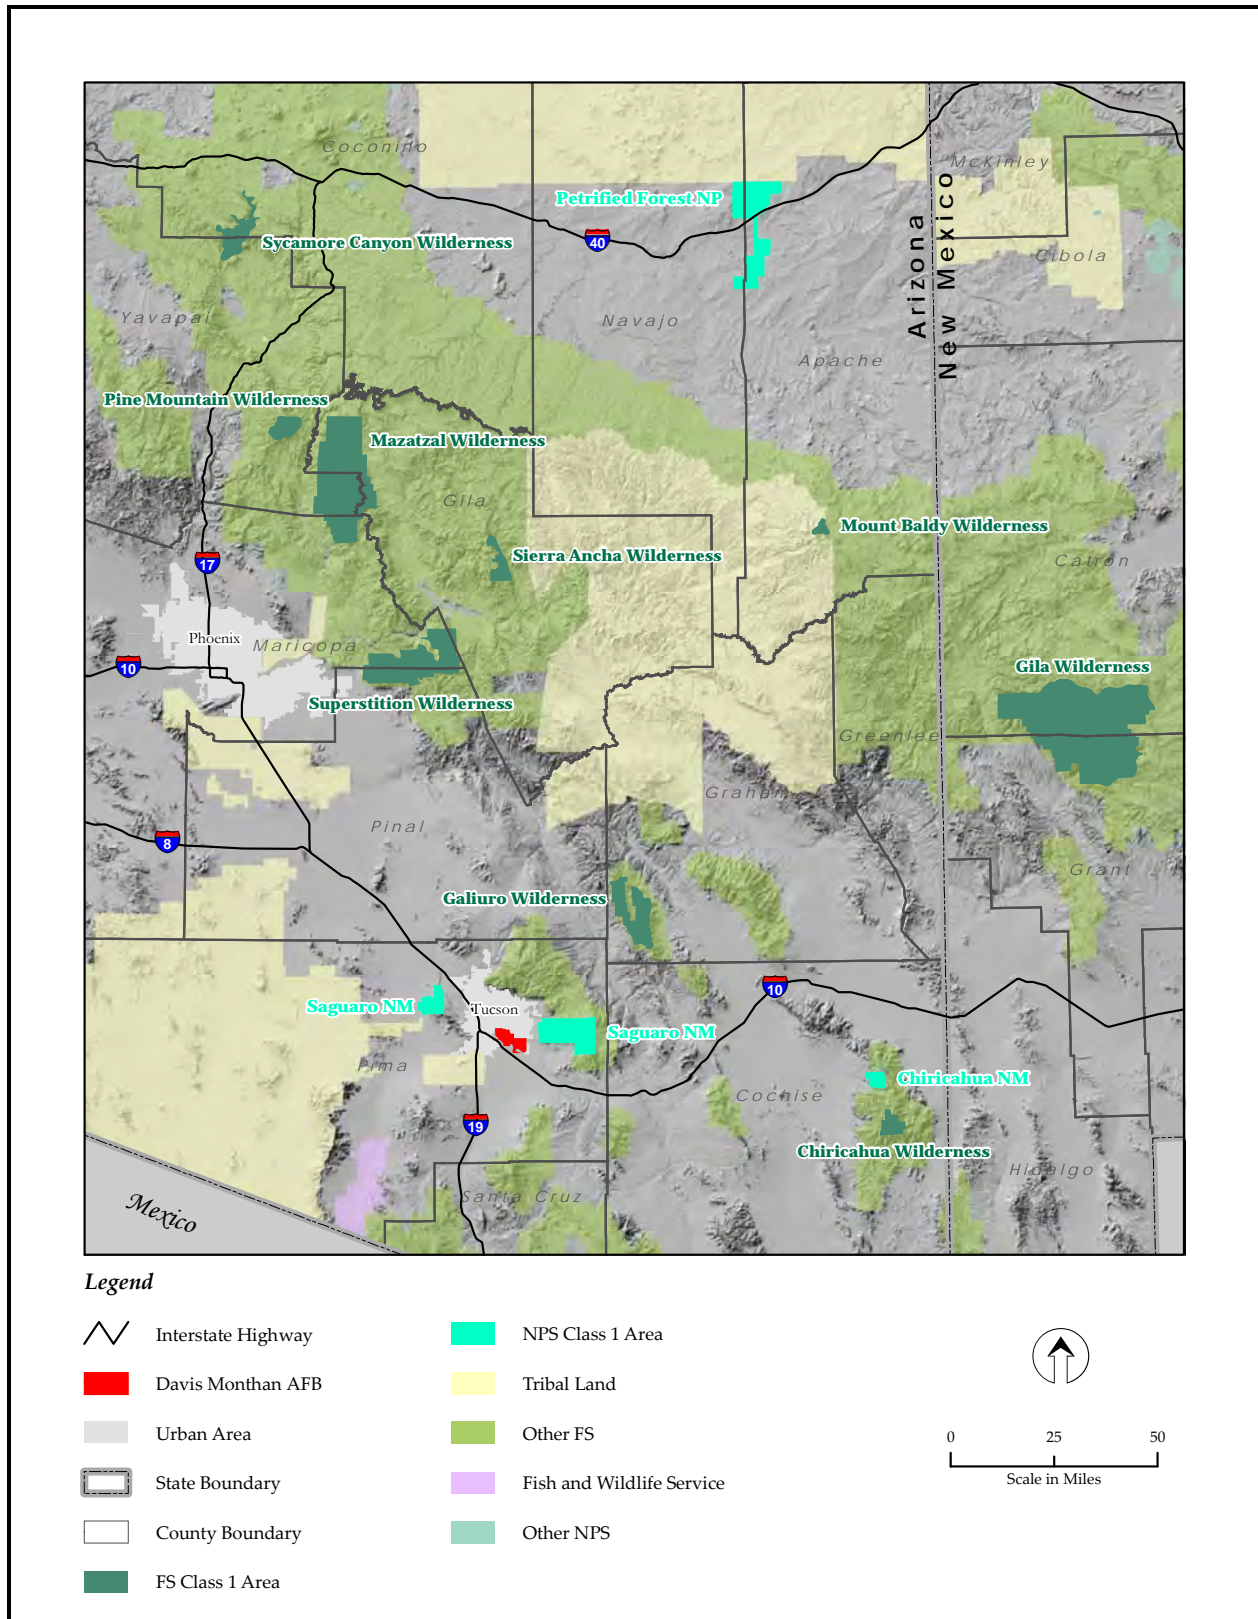 Coconino
McKinley
Petrified Forest NP
Sycamore Canyon Wilderness
40
Cibola
Arizona
New Mexico
Yavapai
Navajo
Apache
Pine Mountain Wilderness
Mazatzal Wilderness
Gila
Mount Baldy Wilderness
Sierra Ancha Wilderness
Catron
17
Phoenix
Maricopa
10
Gila Wilderness
Superstition Wilderness
Greenlee
Graham
Pinal
8
Grant
Galiuro Wilderness
10
Saguaro NM
Tucson
Saguaro NM
Pima
Chiricahua NM
Cochise
19
Chiricahua Wilderness
Hidalgo
Santa Cruz
Mexico
Legend
Interstate Highway
Davis Monthan AFB
Urban Area
State Boundary
County Boundary
FS Class 1 Area
NPS Class 1 Area
Tribal Land
Other FS
Fish and Wildlife Service
Other NPS
0 25 50
Scale in Miles